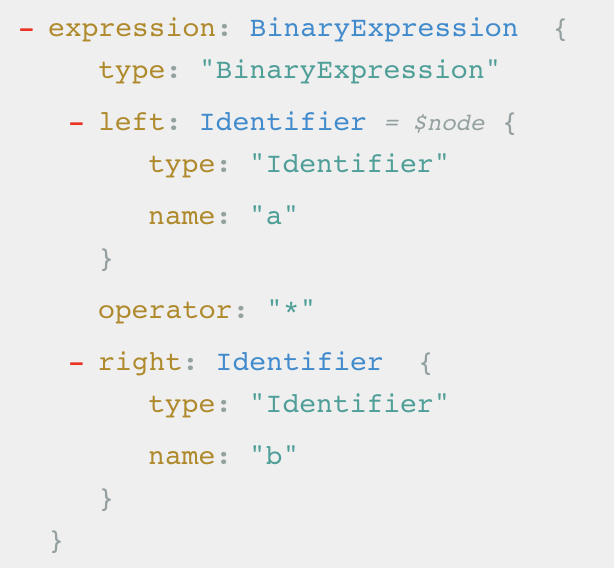 - expression: BinaryExpression {
type: "BinaryExpression"
- left: Identifier = $node {
type: "Identifier"
name: "a"
}
operator: "*"
- right: Identifier {
type: "Identifier"
name: "b"
}
}